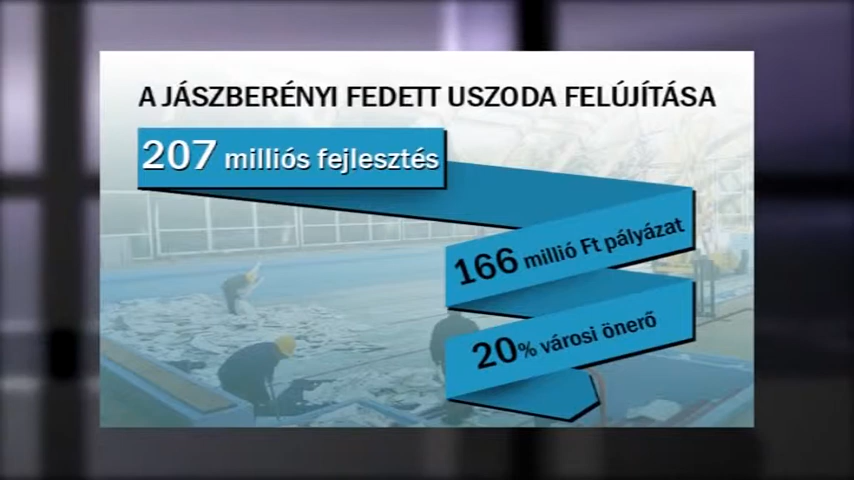 A JÁSZBERÉNYI FEDETT USZODA FELÚJÍTÁSA
207 milliós fejlesztés
166 millió Ft pályázat
20% városi önerő